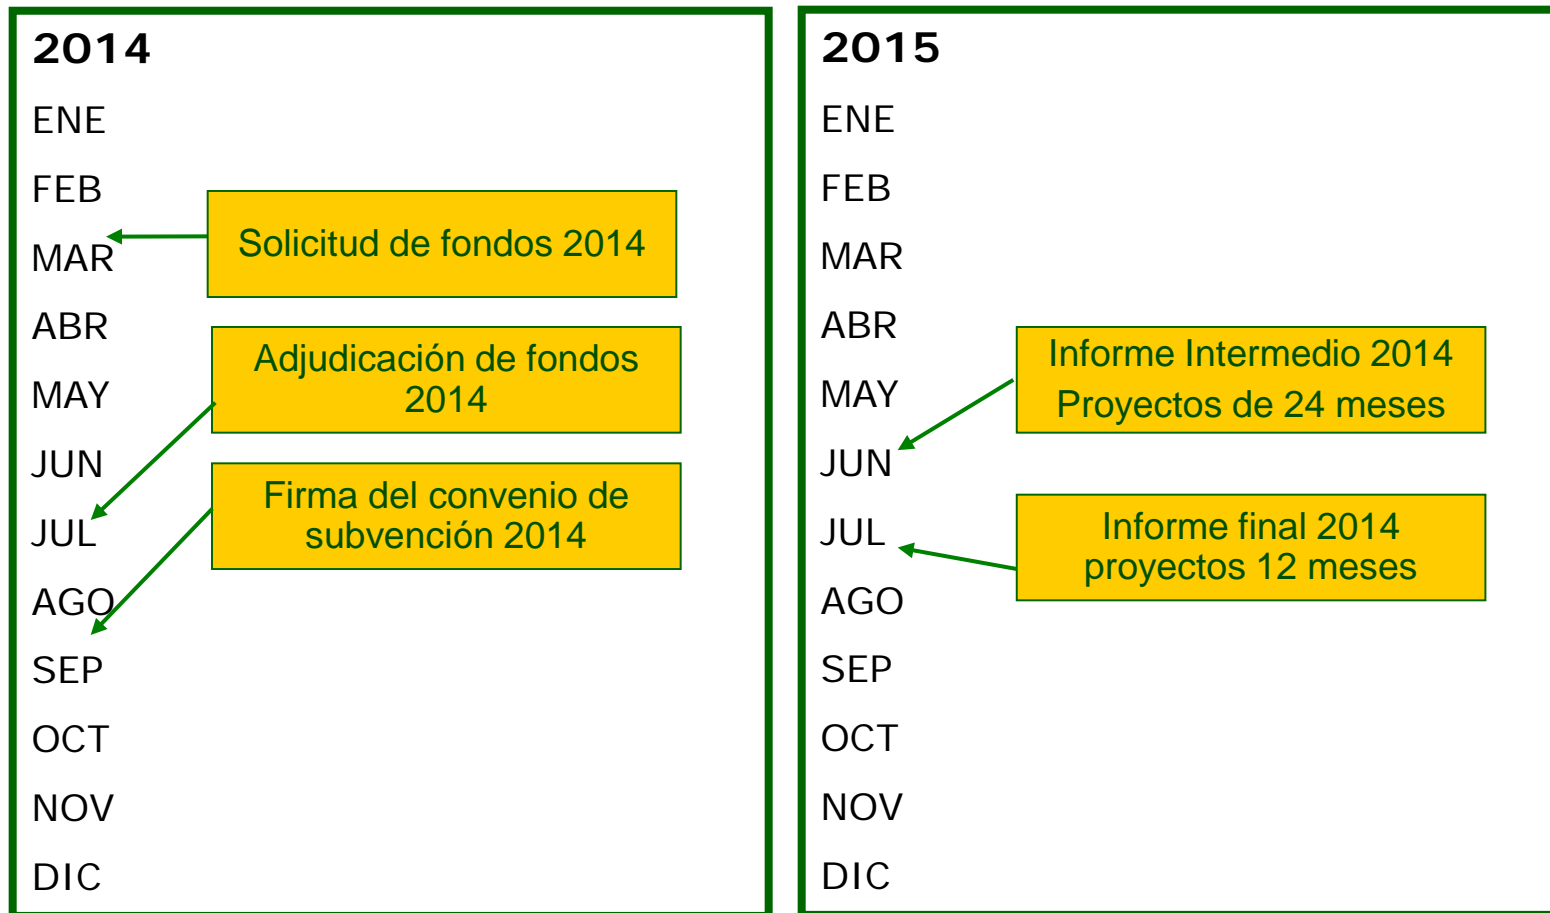 2014
ENE
FEB
MAR
ABR
MAY
JUN
JUL
AGO
SEP
OCT
NOV
DIC
Solicitud de fondos 2014
Adjudicación de fondos
2014
Firma del convenio de
subvención 2014
2015
ENE
FEB
MAR
ABR
MAY
JUN
JUL
AGO
SEP
OCT
NOV
DIC
Informe Intermedio 2014
Proyectos de 24 meses
Informe final 2014
proyectos 12 meses